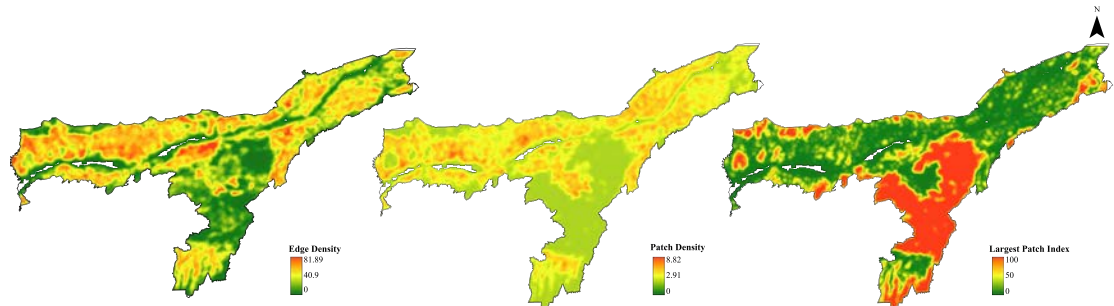 N
Edge Density
81.89
40.9
0
Patch Density
8.82
2.91
0
Largest Patch Index
100
50
0